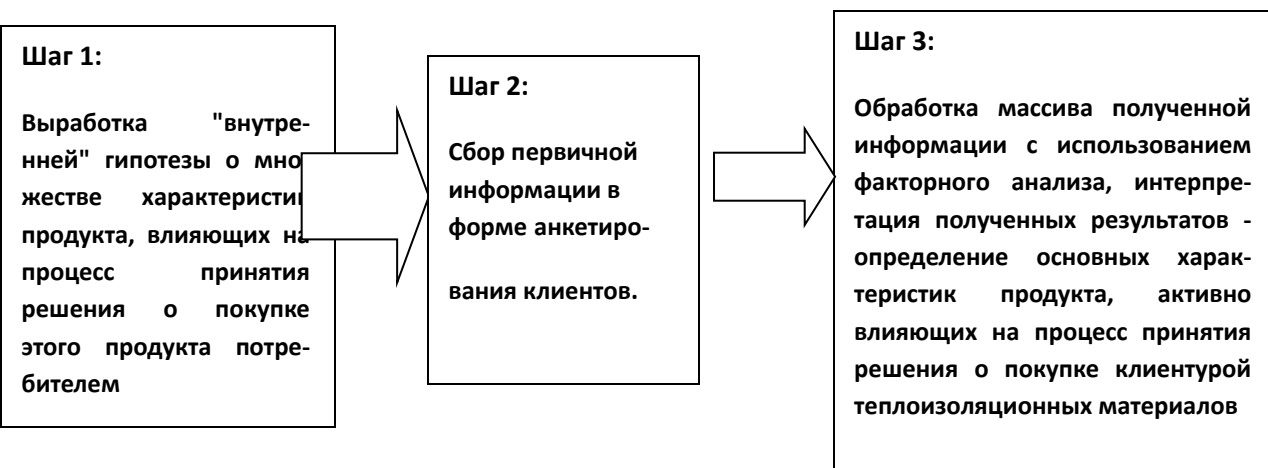 Шаг 1:
Выработка "внутре-
нней" гипотезы о мно
жестве характеристи
продукта, влияющих на
процесс принятия
решения о покупке
этого продукта потре-
бителем
Шаг 2:
Сбор первичной
информации в
форме анкетиро-
вания клиентов.
Шаг 3:
Обработка массива полученной
информации с использованием
факторного анализа, интерпре-
тация полученных результатов -
определение основных харак-
теристик продукта, активно
влияющих на процесс принятия
решения о покупке клиентурой
теплоизоляционных материалов